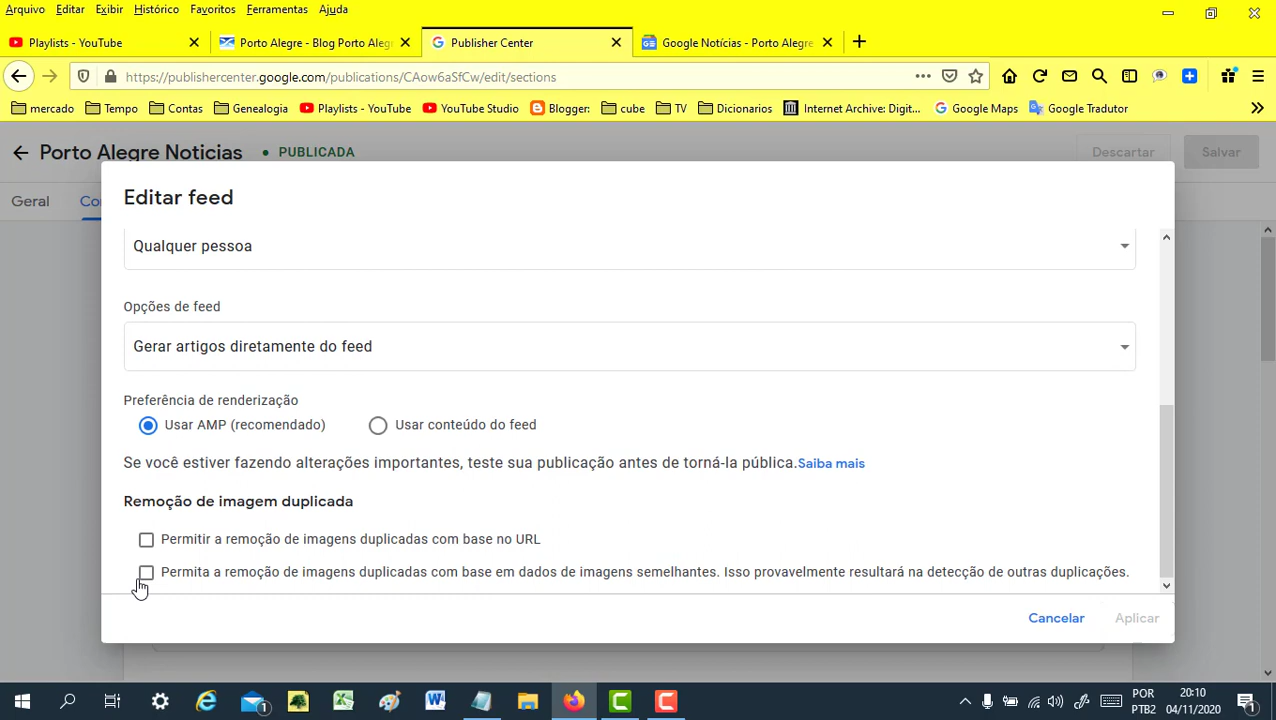 Arquivo Editar Exibir Histórico Favoritos Ferramentas Ajuda
Playlists - YouTube Porto Alegre - Blog Porto Aleg Publisher Center Google Notícias - Porto Alegre
https://publishercenter.google.com/publications/CAow6aSfCw/edit/sections
mercado Tempo Contas Genealogia Playlists - YouTube YouTube Studio Blogger: cube TV Dicionarios Internet Archive: Digit... Google Maps Google Tradutor
Porto Alegre Noticias • PUBLICADA Descartar Salvar
Geral Co
Editar feed
Qualquer pessoa
Opções de feed
Gerar artigos diretamente do feed
Preferência de renderização
Usar AMP (recomendado) Usar conteúdo do feed
Se você estiver fazendo alterações importantes, teste sua publicação antes de torná-la pública.Saiba mais
Remoção de imagem duplicada
Permitir a remoção de imagens duplicadas com base no URL
Permita a remoção de imagens duplicadas com base em dados de imagens semelhantes. Isso provavelmente resultará na detecção de outras duplicações.
Cancelar Aplicar
POR 20:10
PTB2 04/11/2020